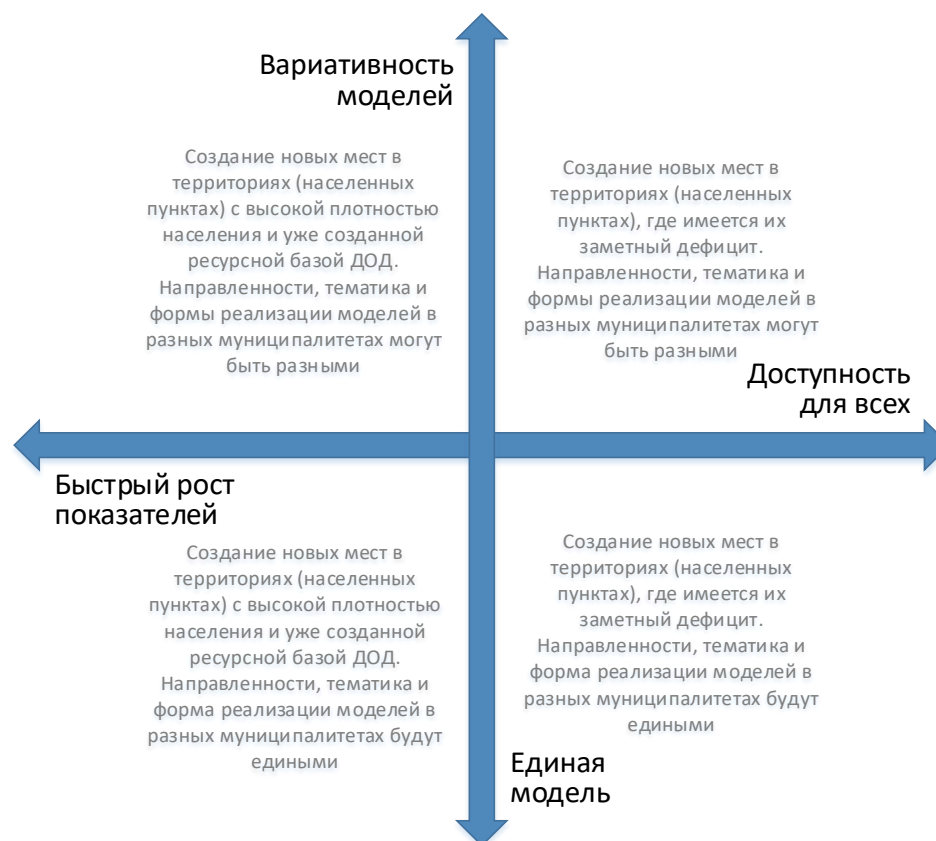 Вариативность
моделей
Создание новых мест в
территориях (населенных
пунктах) с высокой плотностью
населения и уже созданной
ресурсной базой ДОД.
Направленности, тематика и
формы реализации моделей в
разных муниципалитетах могут
быть разными
Создание новых мест в
территориях (населенных
пунктах), где имеется их
заметный дефицит.
Направленности, тематика и
формы реализации моделей в
разных муниципалитетах могут
быть разными
Доступность
для всех
Быстрый рост
показателей
Создание новых мест в
территориях (населенных
пунктах) с высокой плотностью
населения и уже созданной
ресурсной базой ДОД.
Направленности, тематика и
форма реализации моделей в
разных муниципалитетах будут
едиными
Создание новых мест в
территориях (населенных
пунктах), где имеется их
заметный дефицит.
Направленности, тематика и
форма реализации моделей в
разных муниципалитетах будут
едиными
Единая
модель